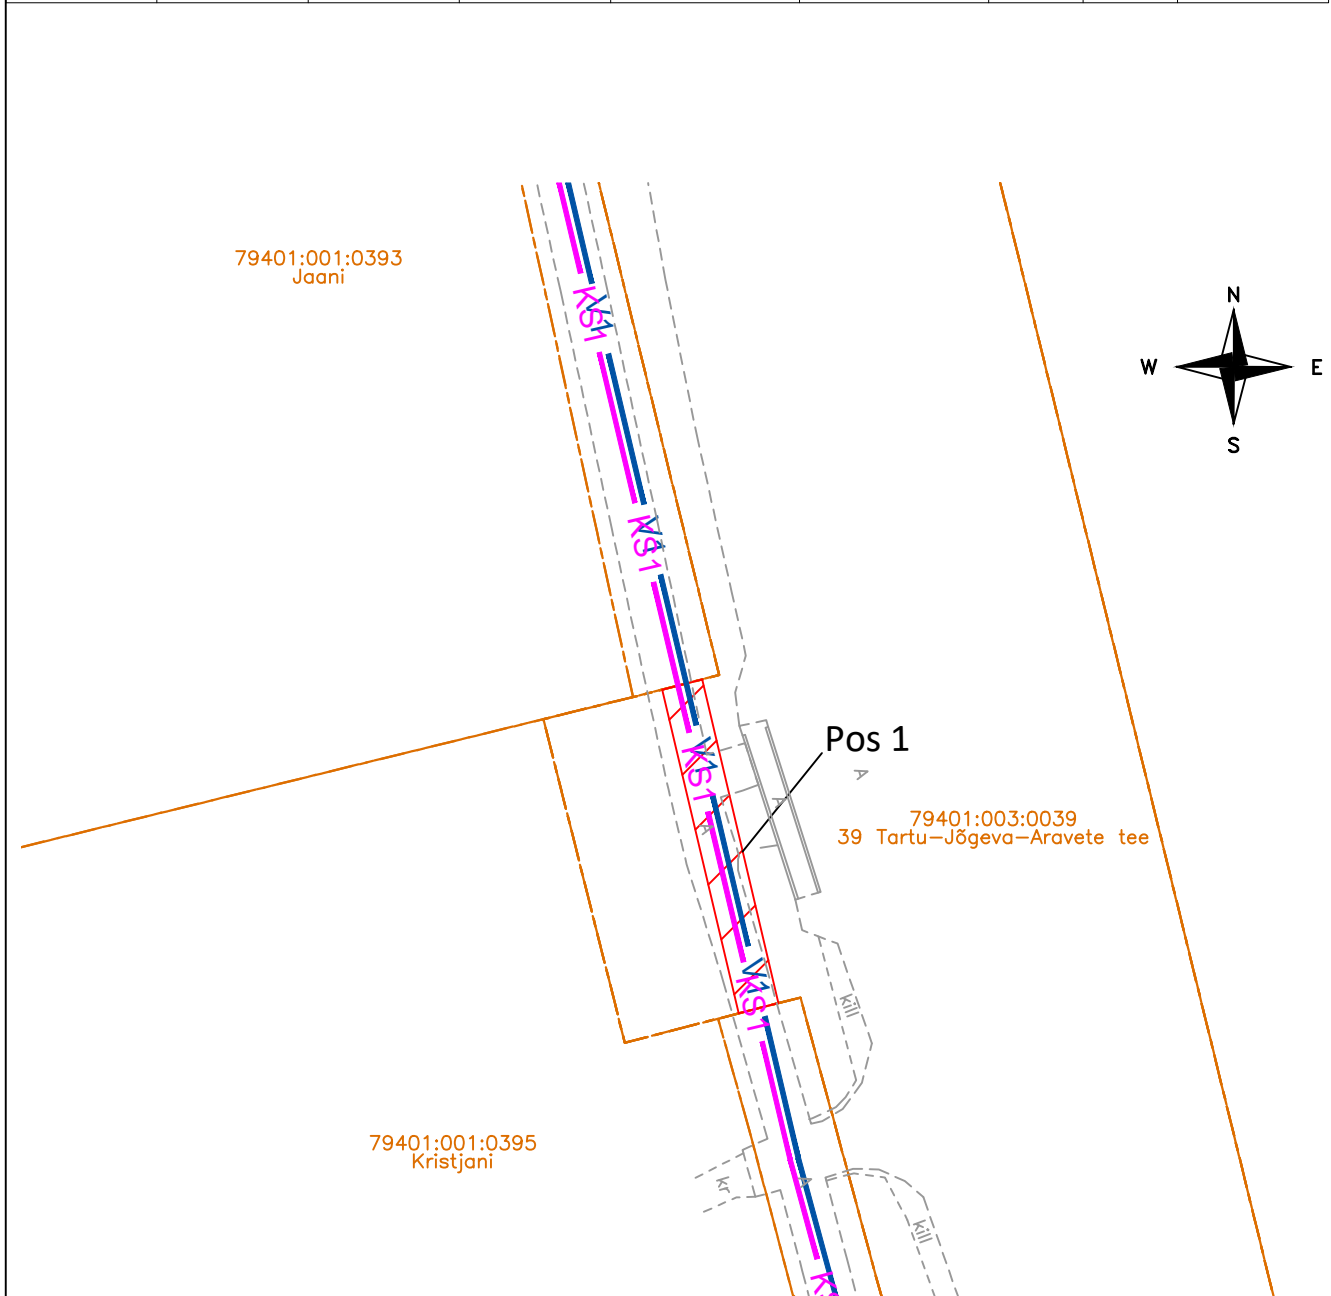 79401:001:0393
Jaani
N
W
E
S
V1
KS1
V1
KS1
Pos 1
V1
KS1
A
A
A
79401:003:0039
39 Tartu–Jõgeva–Aravete tee
V1
KS1
kill
79401:001:0395
Kristjani
kr
A
kill